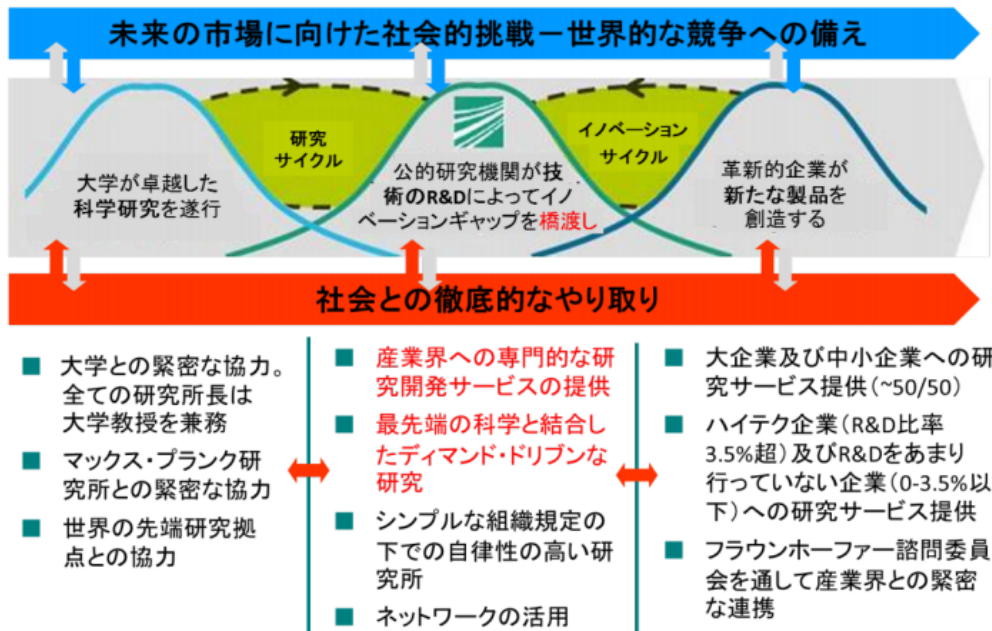 未来の市場に向けた社会的挑戦－世界的な競争への備え
大学が卓越した
科学研究を遂行
研究
サイクル
公的研究機関が技
術のR&Dによってイノ
ベーションギャップを橋渡し
イノベーション
サイクル
革新的企業が
新たな製品を
創造する
社会との徹底的なやり取り
■ 大学との緊密な協力。
全ての研究所長は
大学教授を兼務
■ マックス・プランク研
究所との緊密な協力
■ 世界の先端研究拠
点との協力
■ 産業界への専門的な研
究開発サービスの提供
■ 最先端の科学と結合し
たディマンド・ドリブンな
研究
■ シンプルな組織規定の
下での自律性の高い研
究所
■ ネットワークの活用
■ 大企業及び中小企業への研
究サービス提供(~50/50)
■ ハイテク企業(R&D比率
3.5%超)及びR&Dをあまり
行っていない企業(0-3.5%以
下)への研究サービス提供
■ フラウンホーファー諮問委員
会を通して産業界との緊密
な連携